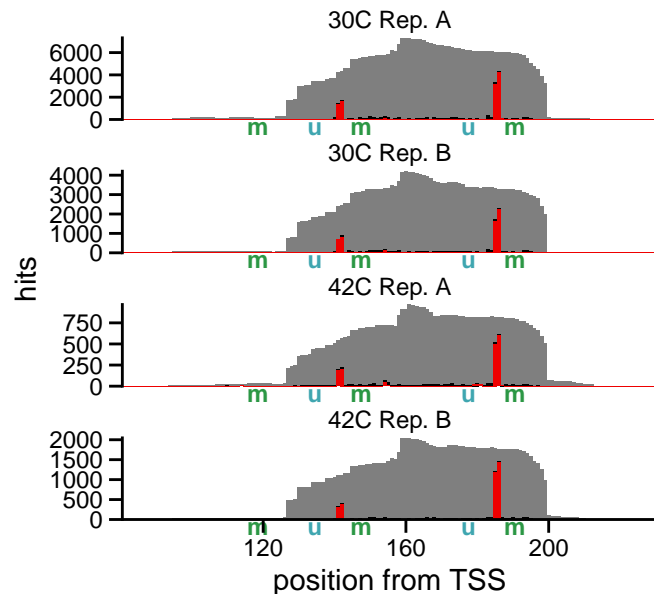 30C Rep. A
6000
4000
2000
0
m u m u m
30C Rep. B
4000
3000
2000
1000
0
m u m u m
hits
42C Rep. A
750
500
250
0
m u m u m
42C Rep. B
2000
1500
1000
500
0
m u m u m
120 160 200
position from TSS